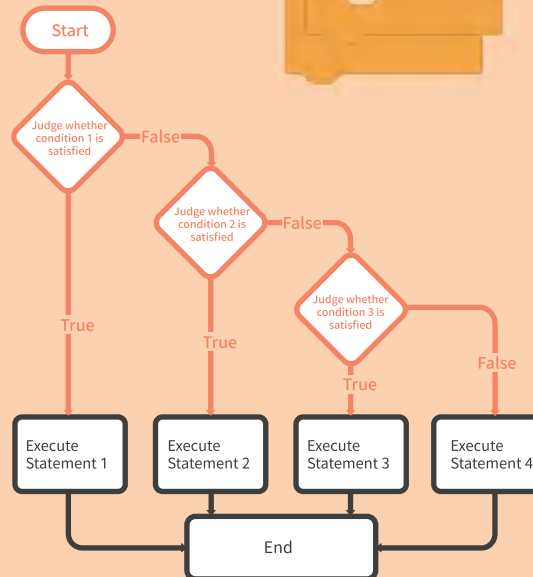 Start
Judge whether
condition 1 is
satisfied
False
Judge whether
condition 2 is
satisfied
False
Judge whether
condition 3 is
satisfied
True
True
True
False
Execute
Statement 1
Execute
Statement 2
Execute
Statement 3
Execute
Statement 4
End